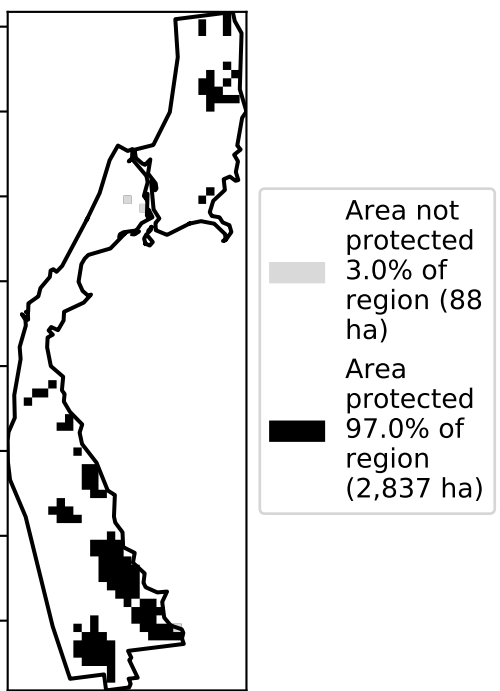 Area not
protected
3.0% of
region (88
ha)
Area
protected
97.0% of
region
(2,837 ha)